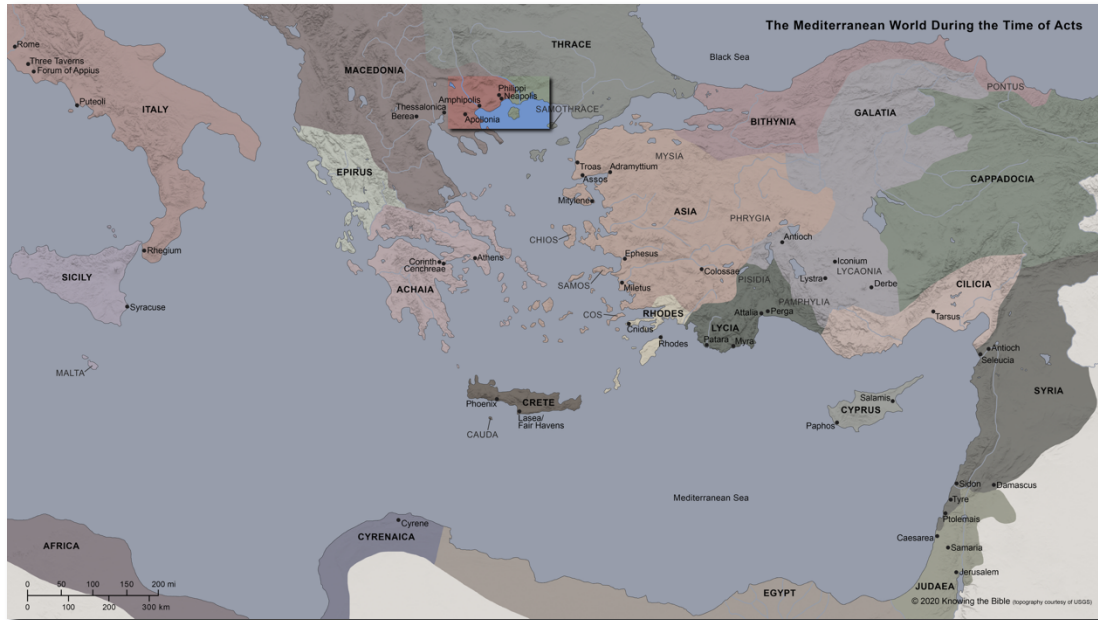 The Mediterranean World During the Time of Acts
Rome
Three Taverns
Forum of Appius
Puteoli
ITALY
THRACE
Black Sea
MACEDONIA
Philippi
Neapolis
Amphipolis
Thessalonica
Berea
Apollonia
SAMOTHRACE
PONTUS
BITHYNIA
GALATIA
EPIRUS
MYSIA
Troas
Adramyttium
Assos
Mitylene
CAPPADOCIA
ASIA
PHRYGIA
CHIOS
Antioch
Rhegium
SICILY
Syracuse
Corinth
Cenchreae
Athens
ACHAIA
Ephesus
Colossae
Iconium
LYCAONIA
Lystra
Derbe
PISIDIA
SAMOS
Miletus
PAMPHYLIA
CILICIA
COS
RHODES
Cnidus
LYCIA
Attalia
Perga
Tarsus
Rhodes
Patara
Myra
Antioch
Seleucia
MALTA
SYRIA
Phoenix
CRETE
Lasea/
Fair Havens
CAUDA
Salamis
CYPRUS
Paphos
Mediterranean Sea
Sidon
Damascus
Tyre
Ptolemais
Cyrene
CYRENAICA
Caesarea
Samaria
AFRICA
Jerusalem
JUDAEA
EGYPT
0 50 100 150 200 mi
0 100 200 300 km
© 2020 Knowing the Bible (topography courtesy of USGS)